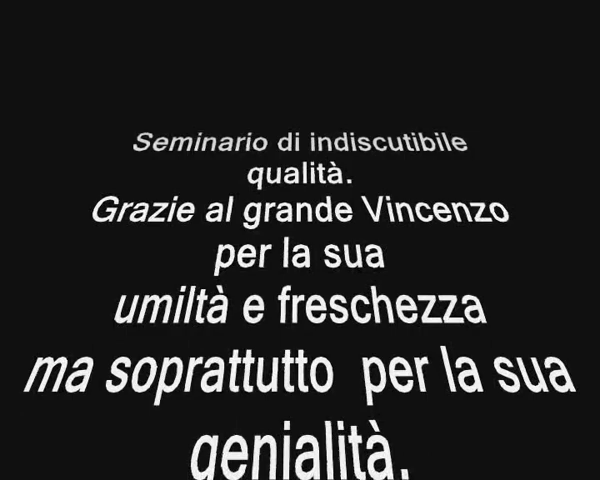 Seminario di indiscutibile
qualità.
Grazie al grande Vincenzo
per la sua
umiltà e freschezza
ma soprattutto  per la sua
genialità.